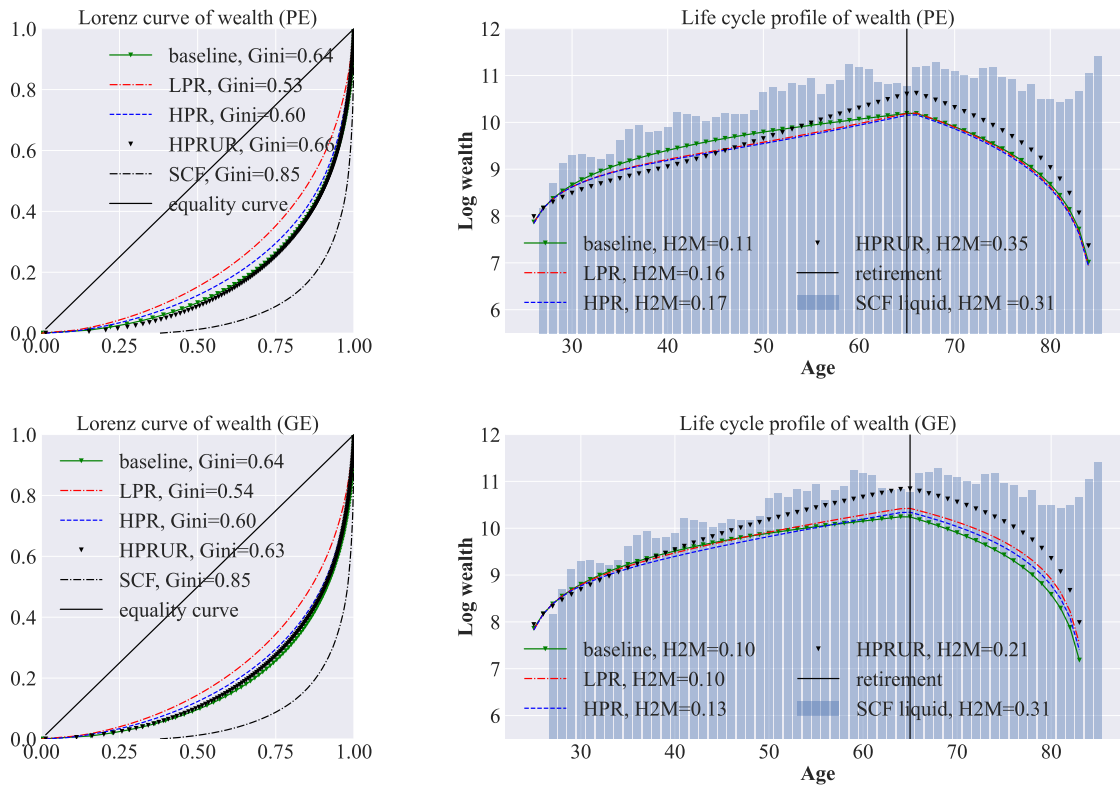 Lorenz curve of wealth (PE)
1.0
0.8
0.6
0.4
0.2
0.0
0.00 0.25 0.50 0.75 1.00
baseline, Gini=0.64
LPR, Gini=0.53
HPR, Gini=0.60
HPRUR, Gini=0.66
SCF, Gini=0.85
equality curve
Life cycle profile of wealth (PE)
Log wealth
12
11
10
9
8
7
6
baseline, H2M=0.11
LPR, H2M=0.16
HPR, H2M=0.17
HPRUR, H2M=0.35
retirement
SCF liquid, H2M =0.31
30 40 50 60 70 80
Age
Lorenz curve of wealth (GE)
1.0
0.8
0.6
0.4
0.2
0.0
0.00 0.25 0.50 0.75 1.00
baseline, Gini=0.64
LPR, Gini=0.54
HPR, Gini=0.60
HPRUR, Gini=0.63
SCF, Gini=0.85
equality curve
Life cycle profile of wealth (GE)
Log wealth
12
11
10
9
8
7
6
baseline, H2M=0.10
LPR, H2M=0.10
HPR, H2M=0.13
HPRUR, H2M=0.21
retirement
SCF liquid, H2M=0.31
30 40 50 60 70 80
Age